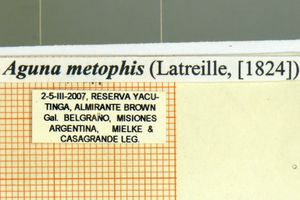 Aguna metophis (Latreille, [1824])
2-5-III-2007, RESERVA YACU-
TINGA, ALMIRANTE BROWN
Gal. BELGRAÑO, MISIONES
ARGENTINA, MIELKE &
CASAGRANDE LEG.